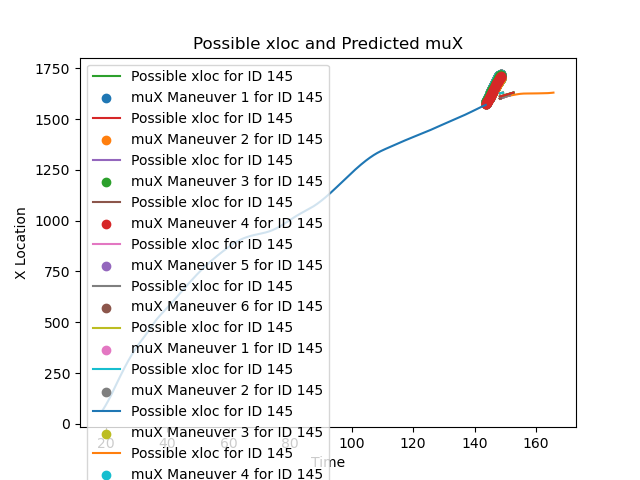 Possible xloc and Predicted muX
X Location
1750
1500
1250
1000
750
500
250
0
20
40
60
80
100
120
140
160
Time
Possible xloc for ID 145
muX Maneuver 1 for ID 145
Possible xloc for ID 145
muX Maneuver 2 for ID 145
Possible xloc for ID 145
muX Maneuver 3 for ID 145
Possible xloc for ID 145
muX Maneuver 4 for ID 145
Possible xloc for ID 145
muX Maneuver 5 for ID 145
Possible xloc for ID 145
muX Maneuver 6 for ID 145
Possible xloc for ID 145
muX Maneuver 1 for ID 145
Possible xloc for ID 145
muX Maneuver 2 for ID 145
Possible xloc for ID 145
muX Maneuver 3 for ID 145
Possible xloc for ID 145
muX Maneuver 4 for ID 145